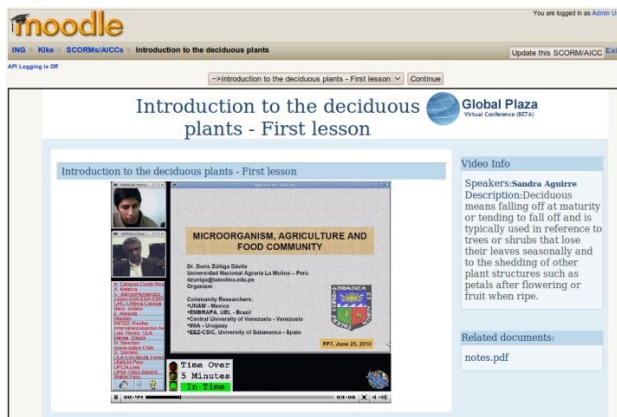 moodle
You are logged in as Admin U
ING ► Kike ► SCORMs/AICCs ► Introduction to the deciduous plants
Update this SCORM/AICC
Exi
API Logging is Off
->Introduction to the deciduous plants - First lesson
Continue
Introduction to the deciduous
plants - First lesson
Global Plaza
Virtual Conference (BETA)
Introduction to the deciduous plants - First lesson
MICROORGANISM, AGRICULTURE AND
FOOD COMMUNITY
Dr. Doris Zúñiga Dávila
Universidad Nacional Agraria La Molina – Perú
dzuniga@lamolina.edu.pe
Organizer
Community Researchers:
•UNAM - Mexico
•EMBRAPA, UEL - Brazil
•Central University of Venezuela - Venezuela
•INIA - Uruguay
•EEZ-CSIC, University of Salamanca - Spain
FP7, June 25, 2010
Time Over
5 Minutes
In Time
Video Info
Speakers:Sandra Aguirre
Description:Deciduous
means falling off at maturity
or tending to fall off and is
typically used in reference to
trees or shrubs that lose
their leaves seasonally and
to the shedding of other
plant structures such as
petals after flowering or
fruit when ripe.
Related documents:
notes.pdf